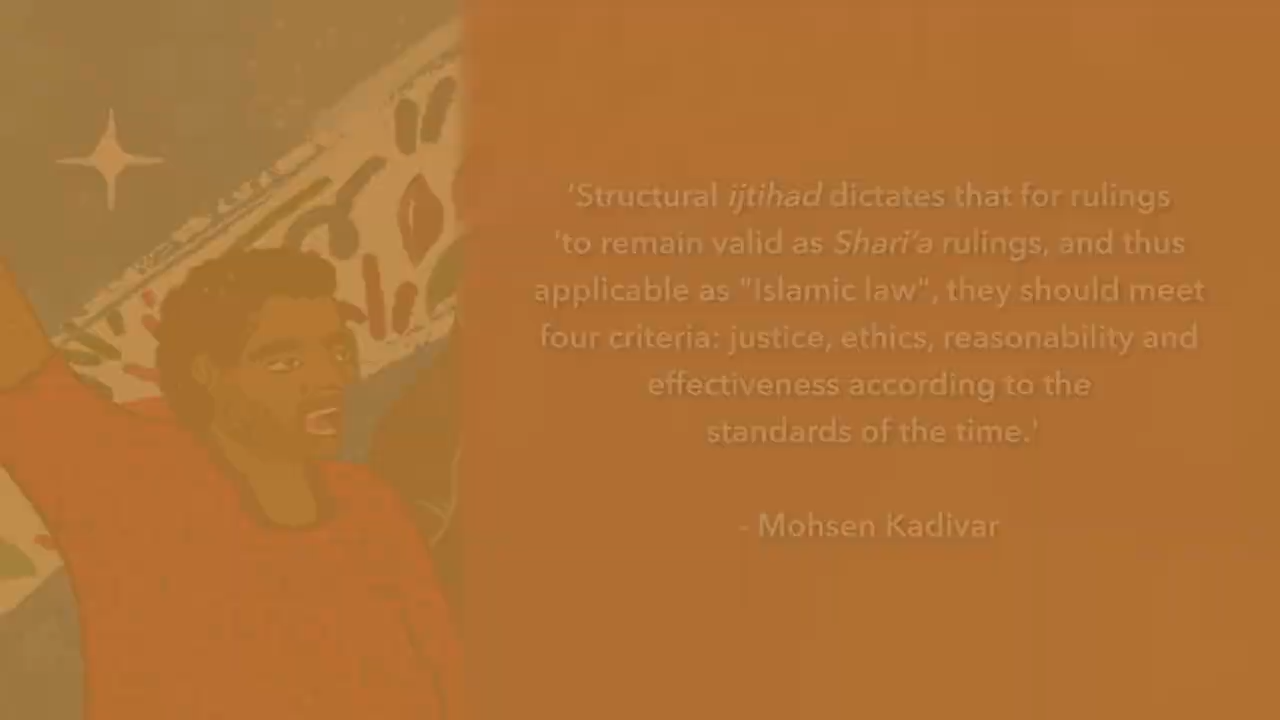 'Structural ijtihad dictates that for rulings
'to remain valid as Shari'a rulings, and thus
applicable as "Islamic law", they should meet
four criteria: justice, ethics, reasonability and
effectiveness according to the
standards of the time.'
- Mohsen Kadivar